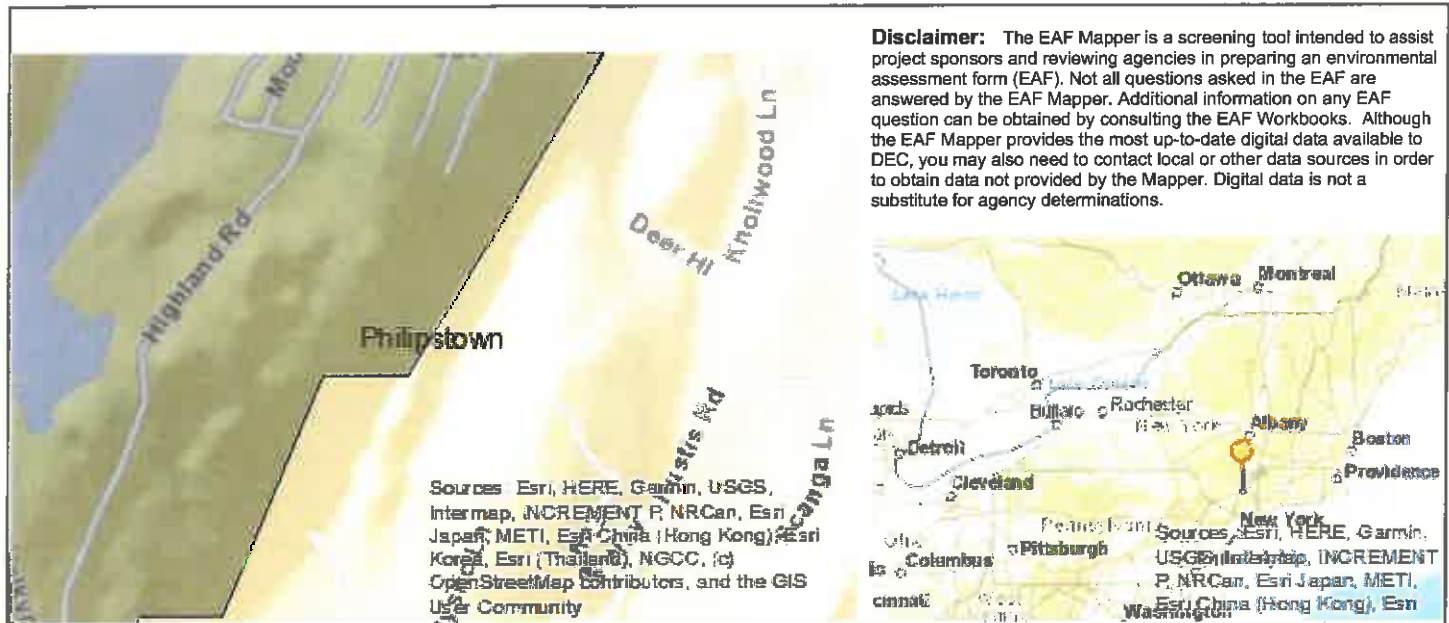 Disclaimer: The EAF Mapper is a screening tool intended to assist
project sponsors and reviewing agencies in preparing an environmental
assessment form (EAF). Not all questions asked in the EAF are
answered by the EAF Mapper. Additional information on any EAF
question can be obtained by consulting the EAF Workbooks. Although
the EAF Mapper provides the most up-to-date digital data available to
DEC, you may also need to contact local or other data sources in order
to obtain data not provided by the Mapper. Digital data is not a
substitute for agency determinations.
Highland Rd
Philipstown
Deer Hl
Knollwood Ln
Sources: Esri, HERE, Garmin, USGS,
Intermap, INCREMENT P, NRCan, Esri
Japan, METI, Esri China (Hong Kong), Esri
Korea, Esri (Thailand), NGCC, (c)
OpenStreetMap contributors, and the GIS
User Community
Ottawa
Montreal
Toronto
Buffalo
Rochester
New York
Albany
Boston
Providence
Detroit
Cleveland
New York
Pennsylvania
Pittsburgh
Columbus
Washington
Sources: Esri, HERE, Garmin,
USGS, Intermap, INCREMENT
P, NRCan, Esri Japan, METI,
Esri China (Hong Kong), Esri